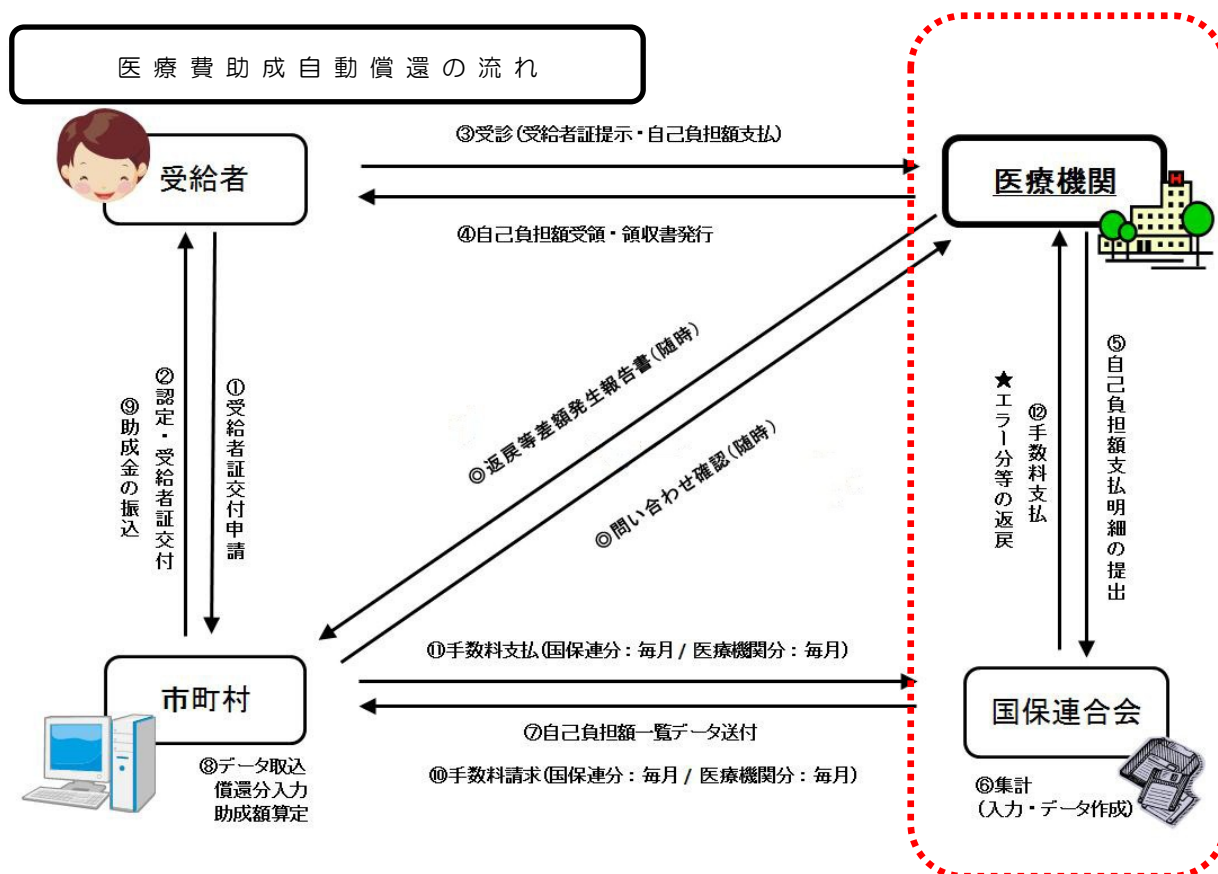 医療費助成自動償還の流れ
③受診(受給者証提示・自己負担額支払)
受給者
医療機関
H
④自己負担額受領・領収書発行
①受給者証交付申請
②認定・受給者証交付
⑨助成金の振込
◎返戻等差額発生報告書(随時)
◎問い合わせ確認(随時)
⑤自己負担額支払明細の提出
⑫手数料支払
★エラー分等の返戻
⑪手数料支払(国保連分:毎月 / 医療機関分:毎月)
市町村
国保連合会
⑦自己負担額一覧データ送付
⑩手数料請求(国保連分:毎月 / 医療機関分:毎月)
⑧データ取込
償還分入力
助成額算定
⑥集計
(入力・データ作成)